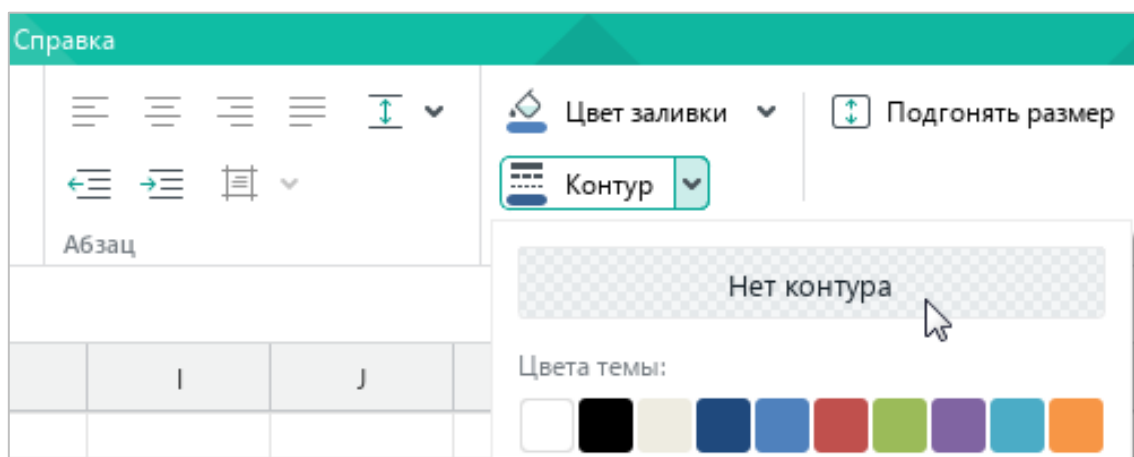 Справка
Цвет заливки
Подгонять размер
Контур
Абзац
Нет контура
Цвета темы:
I
J